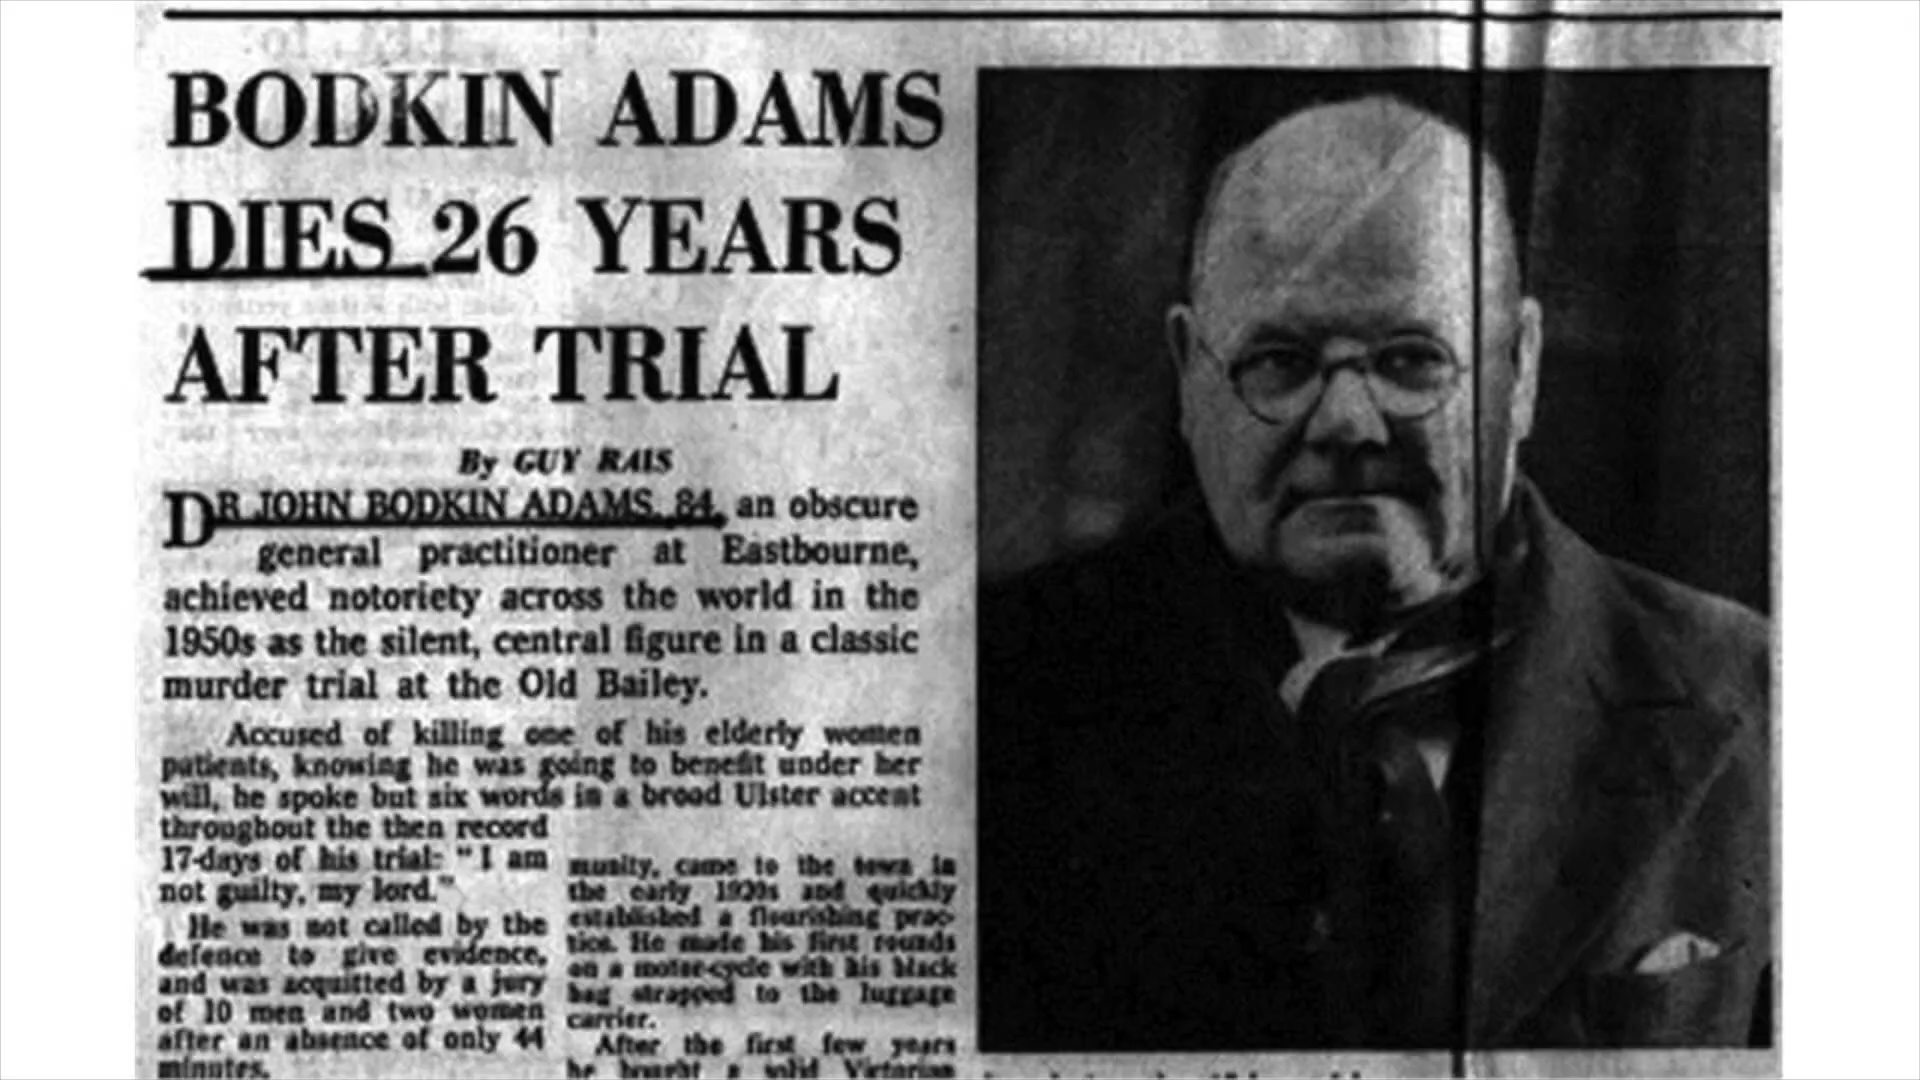 BODKIN ADAMS
DIES 26 YEARS
AFTER TRIAL
By GUY RAIS
DR JOHN BODKIN ADAMS, 84, an obscure
general practitioner at Eastbourne,
achieved notoriety across the world in the
1950s as the silent, central figure in a classic
murder trial at the Old Bailey.
Accused of killing one of his elderly women
patients, knowing he was going to benefit under her
will, he spoke but six words in a broad Ulster accent
throughout the then record
17-days of his trial: "I am
not guilty, my lord."
He was not called by the
defence to give evidence,
and was acquitted by a jury
of 10 men and two women
after an absence of only 44
minutes.
munity, came to the town in
the early 1920s and quickly
established a flourishing prac-
tice. He made his first rounds
on a motor-cycle with his black
bag strapped to the luggage
carrier.
After the first few years
he bought a solid Victorian